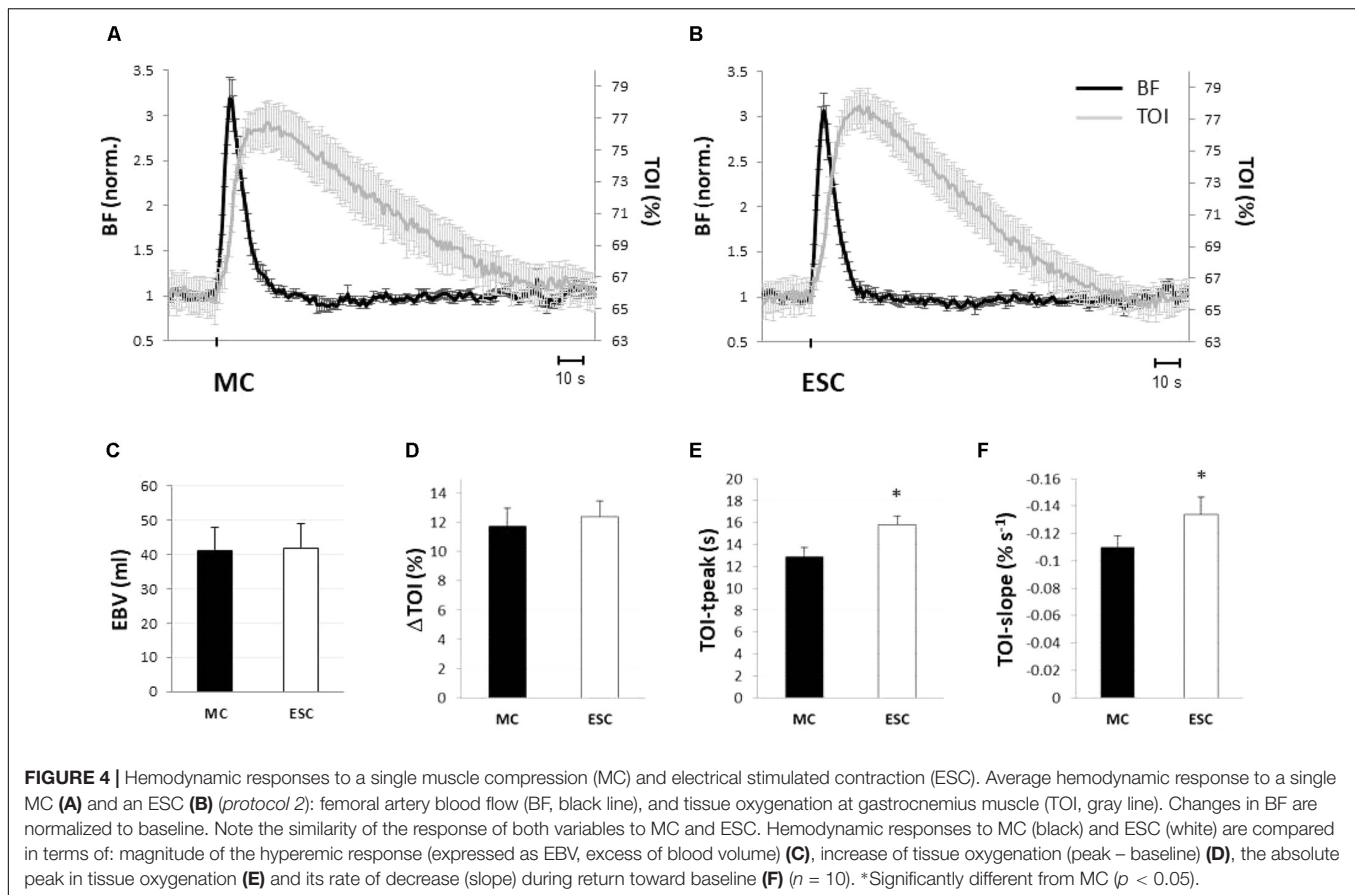 A
B
3.5
3
2.5
2
1.5
1
0.5
BF (norm.)
79
77
75
73
71
69
67
65
63
TOI (%)
MC
10 s
3.5
3
2.5
2
1.5
1
0.5
BF (norm.)
BF
TOI
79
77
75
73
71
69
67
65
63
TOI (%)
ESC
10 s
C
60
50
40
30
20
10
0
EBV (ml)
MC ESC
D
14
12
10
8
6
4
2
0
Δ TOI (%)
MC ESC
E
20
18
16
14
12
10
8
6
4
2
0
TOI-tpeak (s)
*
MC ESC
F
-0.16
-0.14
-0.12
-0.1
-0.08
-0.06
-0.04
-0.02
0
TOI-slope (% s⁻¹)
*
MC ESC
FIGURE 4 | Hemodynamic responses to a single muscle compression (MC) and electrical stimulated contraction (ESC). Average hemodynamic response to a single
MC (A) and an ESC (B) (protocol 2): femoral artery blood flow (BF, black line), and tissue oxygenation at gastrocnemius muscle (TOI, gray line). Changes in BF are
normalized to baseline. Note the similarity of the response of both variables to MC and ESC. Hemodynamic responses to MC (black) and ESC (white) are compared
in terms of: magnitude of the hyperemic response (expressed as EBV, excess of blood volume) (C), increase of tissue oxygenation (peak – baseline) (D), the absolute
peak in tissue oxygenation (E) and its rate of decrease (slope) during return toward baseline (F) (n = 10). *Significantly different from MC (p < 0.05).